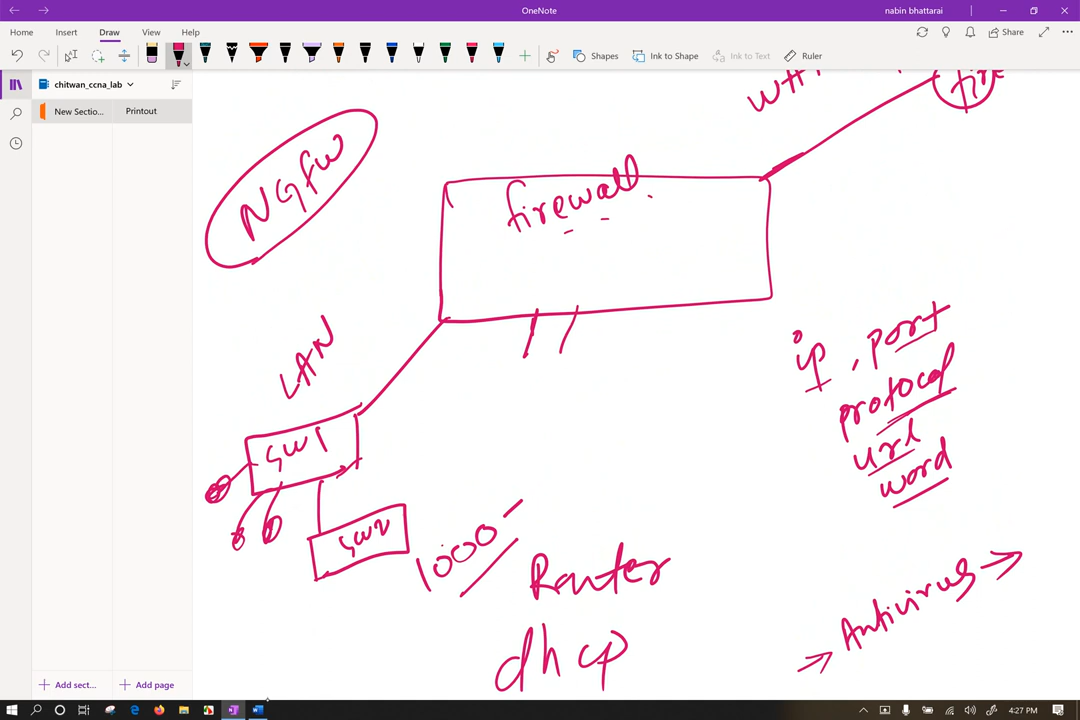 OneNote
nabin bhattarai
Home Insert Draw View Help
Share
Shapes Ink to Shape Ink to Text Ruler
chitwan_ccna_lab
New Sectio... Printout
NGfw
firewall
LAN
SW1
SW2
1000
Router
dhcp
ip, port
protocol
url
word
Antivirus
Add sect... Add page
4:27 PM